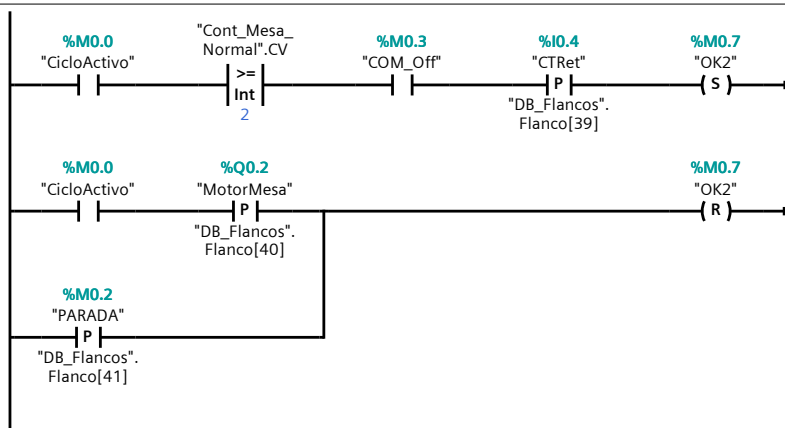 %M0.0
"CicloActivo"
"Cont_Mesa_
Normal".CV
>=
Int
2
%M0.3
"COM_Off"
%I0.4
"CTRet"
P
"DB_Flancos".
Flanco[39]
%M0.7
"OK2"
S
%M0.0
"CicloActivo"
%Q0.2
"MotorMesa"
P
"DB_Flancos".
Flanco[40]
%M0.7
"OK2"
R
%M0.2
"PARADA"
P
"DB_Flancos".
Flanco[41]